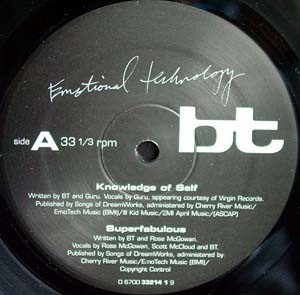 Emotional technology
side A 33 1/3 rpm
bt
Knowledge of Self
Written by BT and Guru. Vocals by Guru, appearing courtesy of Virgin Records.
Published by Songs of DreamWorks, administered by Cherry River Music/
EmoTech Music (BMI)/Ill Kid Music/2MI April Music/(ASCAP)
Superfabulous
Written by BT and Rose McGowan.
Vocals by Rose McGowan, Scott McCloud and BT.
Published by Songs of DreamWorks, administered by
Cherry River Music/EmoTech Music (BMI)/
Copyright Control
0 6700 33214 1 9